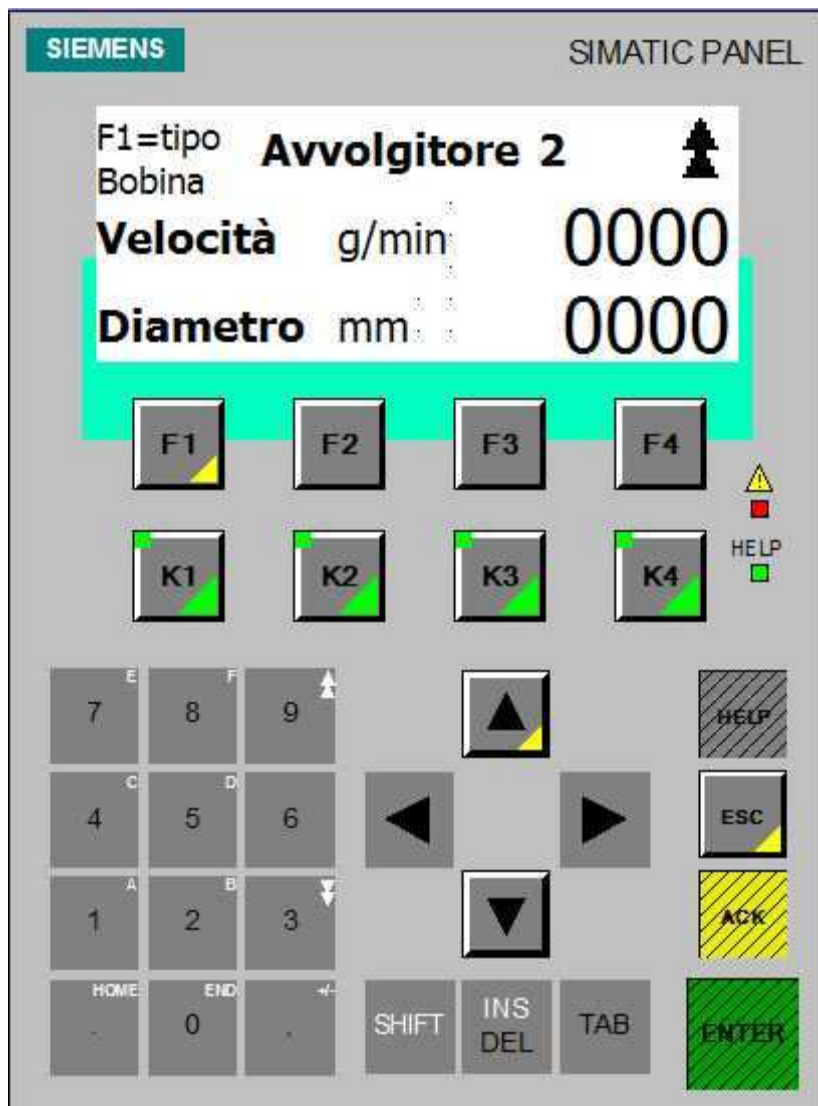 SIEMENS
SIMATIC PANEL
F1=tipo
Bobina
Avvolgitore 2
Velocità g/min 0000
Diametro mm 0000
F1 F2 F3 F4
K1 K2 K3 K4
HELP
E F
7 8 9
HELP
C D
4 5 6
ESC
A B
1 2 3
ACK
HOME END +/-
. 0 .
SHIFT INS DEL TAB
ENTER